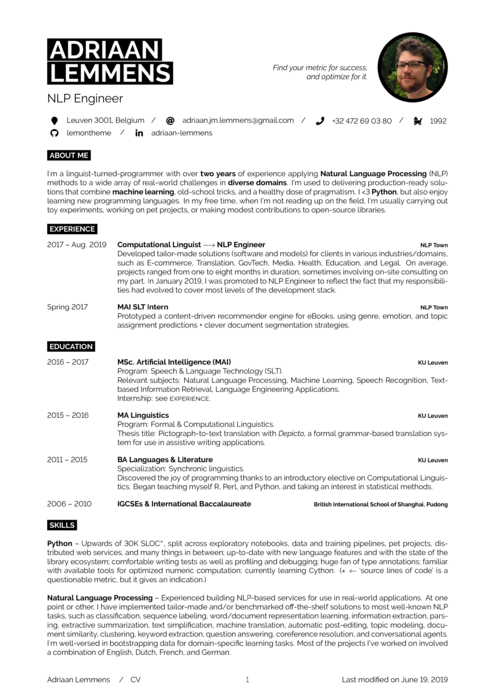 ADRIAAN
LEMMENS
Find your metric for success,
and optimize for it.
NLP Engineer
Leuven 3001, Belgium / adriaan.jm.lemmens@gmail.com / +32 472 69 03 80 / 1992
lemontheme / adriaan-lemmens
ABOUT ME
I'm a linguist-turned-programmer with over two years of experience applying Natural Language Processing (NLP)
methods to a wide array of real-world challenges in diverse domains. I'm used to delivering production-ready solu-
tions that combine machine learning, old-school tricks, and a healthy dose of pragmatism. I <3 Python, but also enjoy
learning new programming languages. In my free time, when I'm not reading up on the field, I'm usually carrying out
toy experiments, working on pet projects, or making modest contributions to open-source libraries.
EXPERIENCE
2017 – Aug. 2019 Computational Linguist ⟶ NLP Engineer NLP Town
Developed tailor-made solutions (software and models) for clients in various industries/domains,
such as E-commerce, Translation, GovTech, Media, Health, Education, and Legal. On average,
projects ranged from one to eight months in duration, sometimes involving on-site consulting on
my part. In January 2019, I was promoted to NLP Engineer to reflect the fact that my responsibili-
ties had evolved to cover most levels of the development stack.
Spring 2017 MAI SLT Intern NLP Town
Prototyped a content-driven recommender engine for eBooks, using genre, emotion, and topic
assignment predictions + clever document segmentation strategies.
EDUCATION
2016 – 2017 MSc. Artificial Intelligence (MAI) KU Leuven
Program: Speech & Language Technology (SLT).
Relevant subjects: Natural Language Processing, Machine Learning, Speech Recognition, Text-
based Information Retrieval, Language Engineering Applications.
Internship: see EXPERIENCE.
2015 – 2016 MA Linguistics KU Leuven
Program: Formal & Computational Linguistics.
Thesis title: Pictograph-to-text translation with Depicto, a formal grammar-based translation sys-
tem for use in assistive writing applications.
2011 – 2015 BA Languages & Literature KU Leuven
Specialization: Synchronic linguistics.
Discovered the joy of programming thanks to an introductory elective on Computational Linguis-
tics. Began teaching myself R, Perl, and Python, and taking an interest in statistical methods.
2006 – 2010 IGCSEs & International Baccalaureate British International School of Shanghai, Pudong
SKILLS
Python – Upwards of 30K SLOC*, split across exploratory notebooks, data and training pipelines, pet projects, dis-
tributed web services, and many things in between; up-to-date with new language features and with the state of the
library ecosystem; comfortable writing tests as well as profiling and debugging; huge fan of type annotations; familiar
with available tools for optimized numeric computation; currently learning Cython. (* ← 'source lines of code' is a
questionable metric, but it gives an indication.)
Natural Language Processing – Experienced building NLP-based services for use in real-world applications. At one
point or other, I have implemented tailor-made and/or benchmarked off-the-shelf solutions to most well-known NLP
tasks, such as classification, sequence labeling, word/document representation learning, information extraction, pars-
ing, extractive summarization, text simplification, machine translation, automatic post-editing, topic modeling, docu-
ment similarity, clustering, keyword extraction, question answering, coreference resolution, and conversational agents.
I'm well-versed in bootstrapping data for domain-specific learning tasks. Most of the projects I've worked on involved
a combination of English, Dutch, French, and German.
Adriaan Lemmens / CV 1 Last modified on June 19, 2019